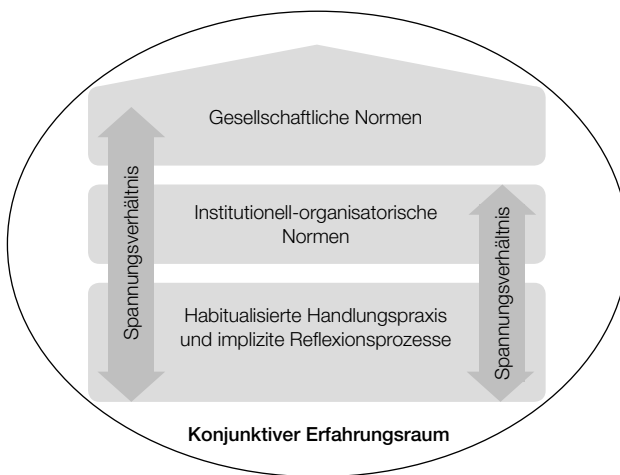 Gesellschaftliche Normen
Spannungsverhältnis
Institutionell-organisatorische
Normen
Spannungsverhältnis
Habitualisierte Handlungspraxis
und implizite Reflexionsprozesse
Konjunktiver Erfahrungsraum